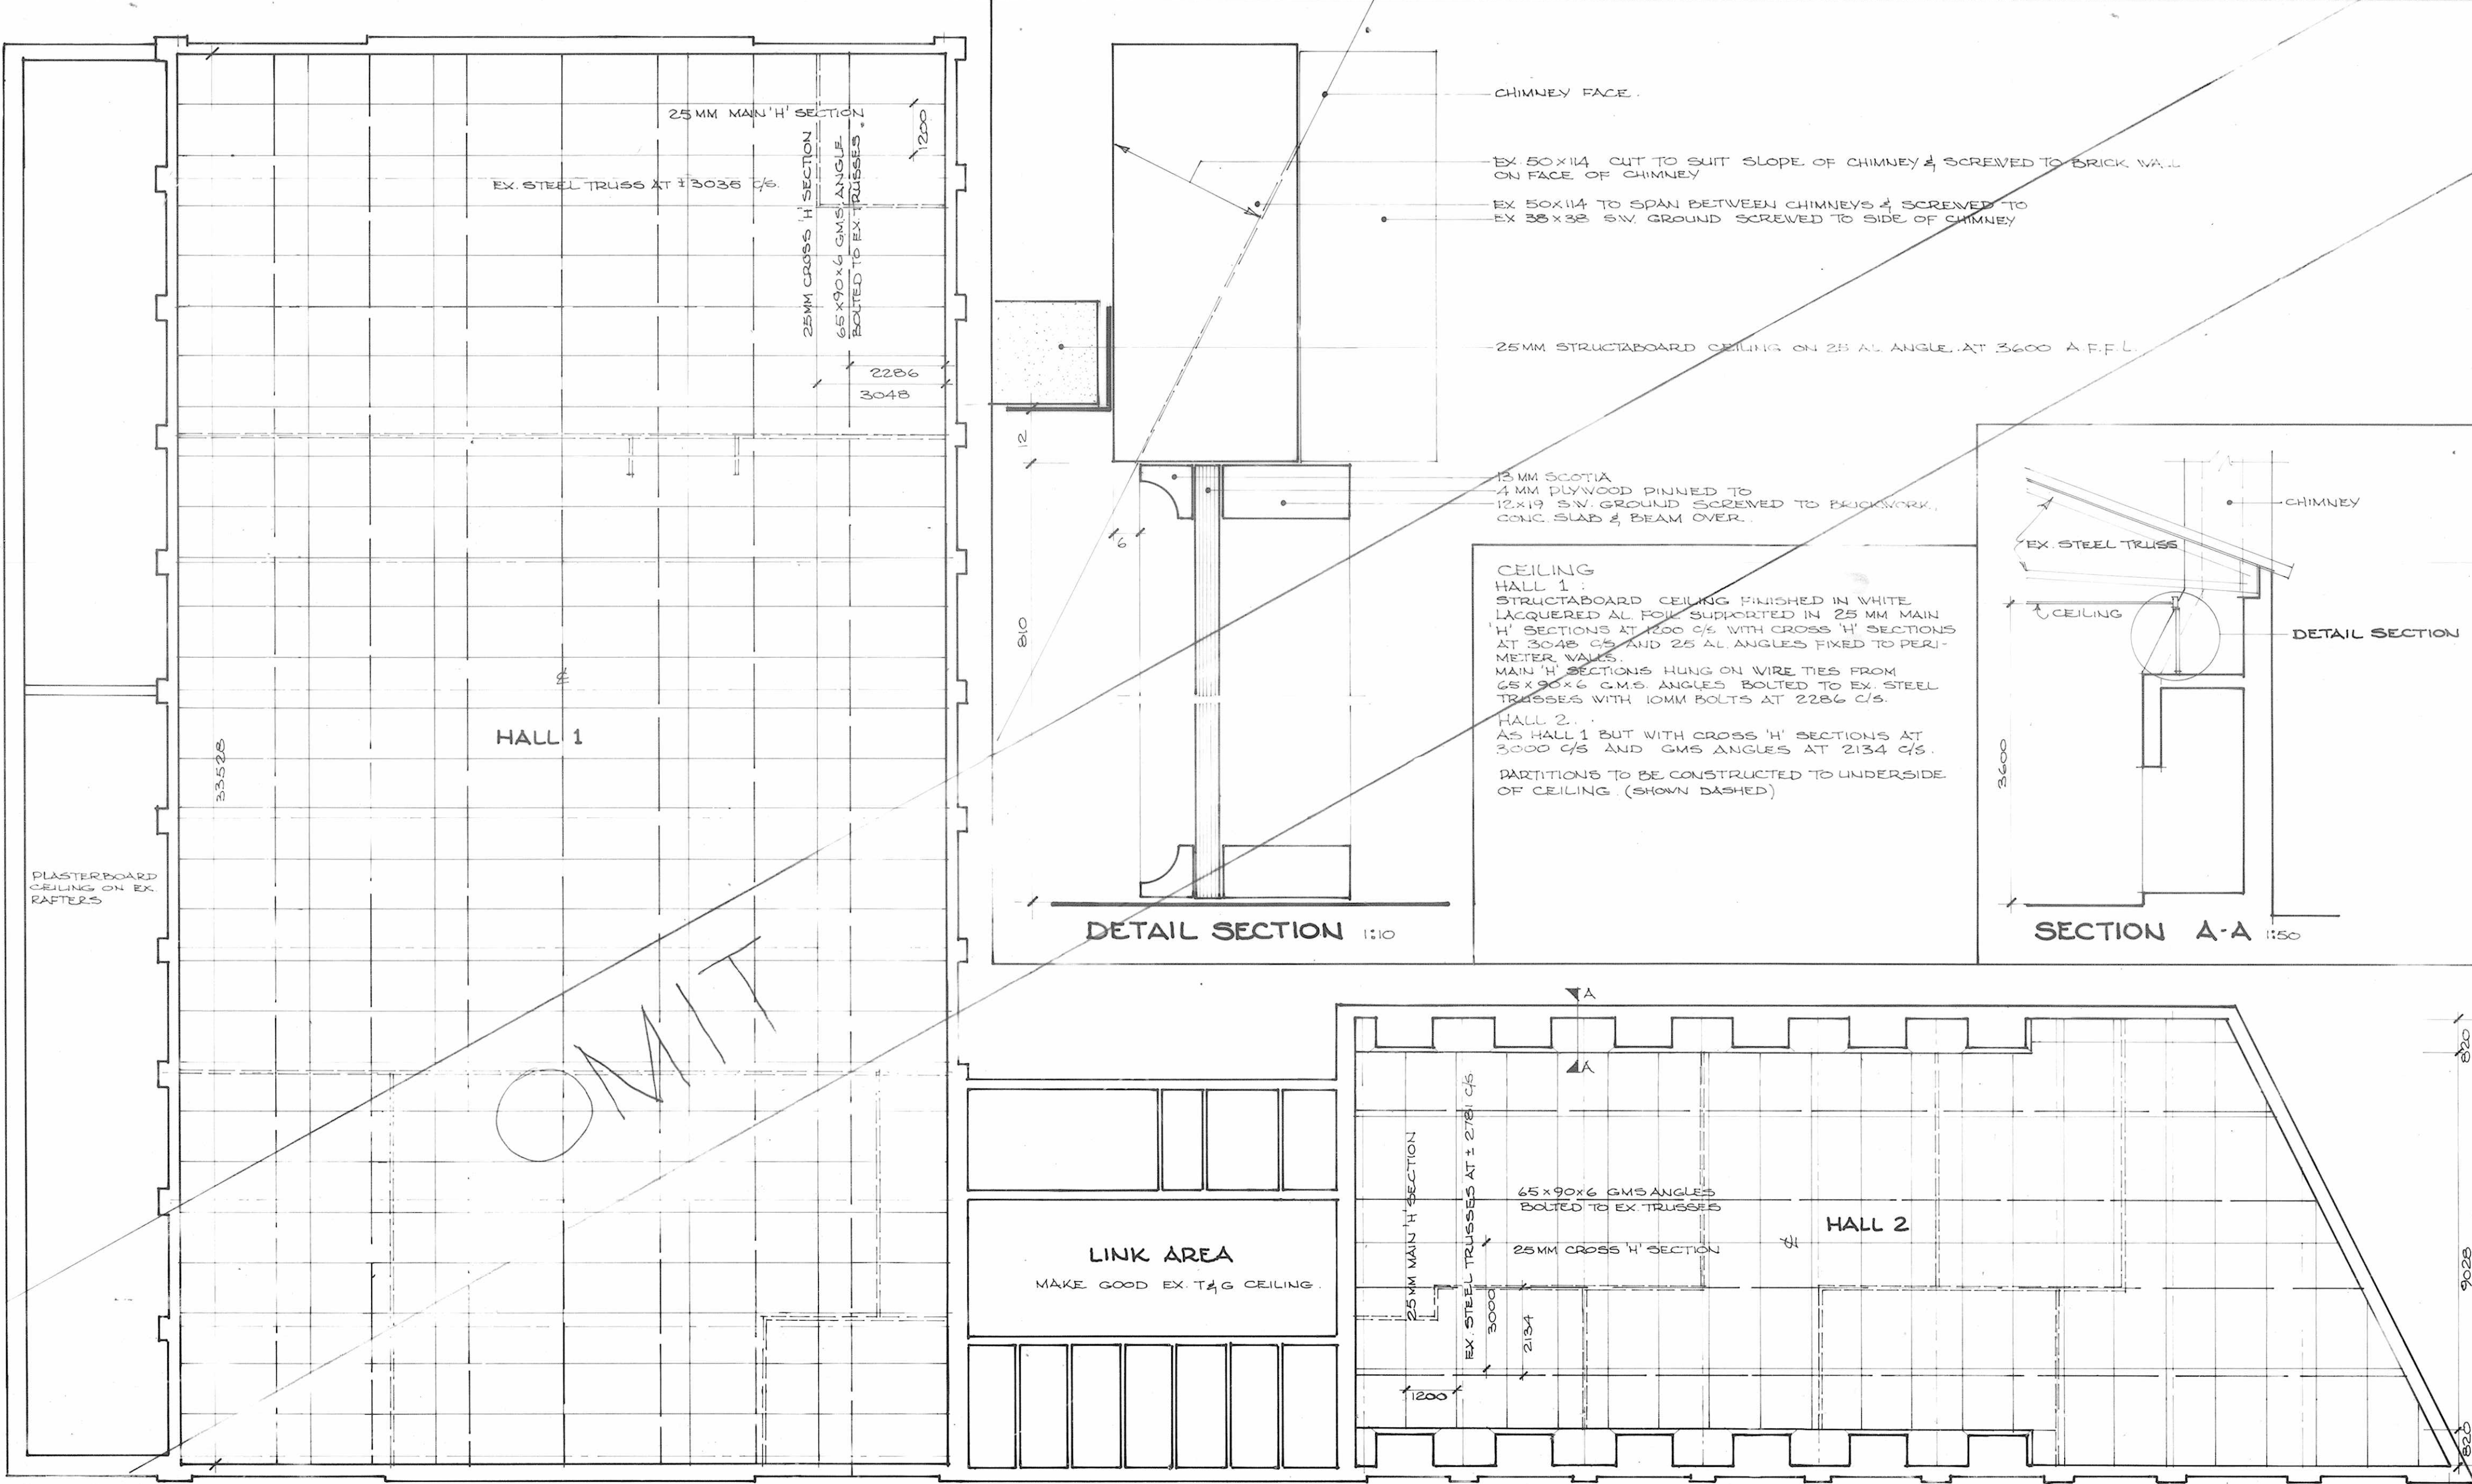 25MM MAIN 'H' SECTION
1200
EX. STEEL TRUSS AT ±3035 C/S.
25MM CROSS 'H' SECTION
65×90×6 GMS. ANGLE
BOLTED TO EX. TRUSSES.
2286
3048
℄
HALL 1
33528
PLASTERBOARD
CEILING ON EX.
RAFTERS
OMIT
CHIMNEY FACE.
EX. 50×114 CUT TO SUIT SLOPE OF CHIMNEY & SCREWED TO BRICK
ON FACE OF CHIMNEY
EX 50×114 TO SPAN BETWEEN CHIMNEYS & SCREWED TO
EX 38×38 S.W. GROUND SCREWED TO SIDE OF CHIMNEY
25MM STRUCTABOARD CEILING ON 25 AL. ANGLE. AT 3600 A.F.F.L.
12
13 MM SCOTIA
4 MM PLYWOOD PINNED TO
12×19 S.W. GROUND SCREWED TO BRICKWORK,
CONC. SLAB & BEAM OVER.
6
810
DETAIL SECTION 1:10
CEILING
HALL 1 :
STRUCTABOARD CEILING FINISHED IN WHITE
LACQUERED AL. FOIL SUPPORTED IN 25 MM MAIN
'H' SECTIONS AT 1200 C/S WITH CROSS 'H' SECTIONS
AT 3048 C/S AND 25 AL. ANGLES FIXED TO PERI-
METER WALLS.
MAIN 'H' SECTIONS HUNG ON WIRE TIES FROM
65×90×6 G.M.S. ANGLES BOLTED TO EX. STEEL
TRUSSES WITH 10MM BOLTS AT 2286 C/S.
HALL 2. .
AS HALL 1 BUT WITH CROSS 'H' SECTIONS AT
3000 C/S AND GMS ANGLES AT 2134 C/S.
PARTITIONS TO BE CONSTRUCTED TO UNDERSIDE
OF CEILING. (SHOWN DASHED)
CHIMNEY
EX. STEEL TRUSS
CEILING
DETAIL SECTION
3600
SECTION A-A 1:50
LINK AREA
MAKE GOOD EX. T&G CEILING.
A
A
25MM MAIN 'H' SECTION
EX. STEEL TRUSSES AT ± 2781 C/S.
65×90×6 GMS ANGLES
BOLTED TO EX. TRUSSES
HALL 2
25MM CROSS 'H' SECTION
℄
3000
2134
1200
820
9028
820